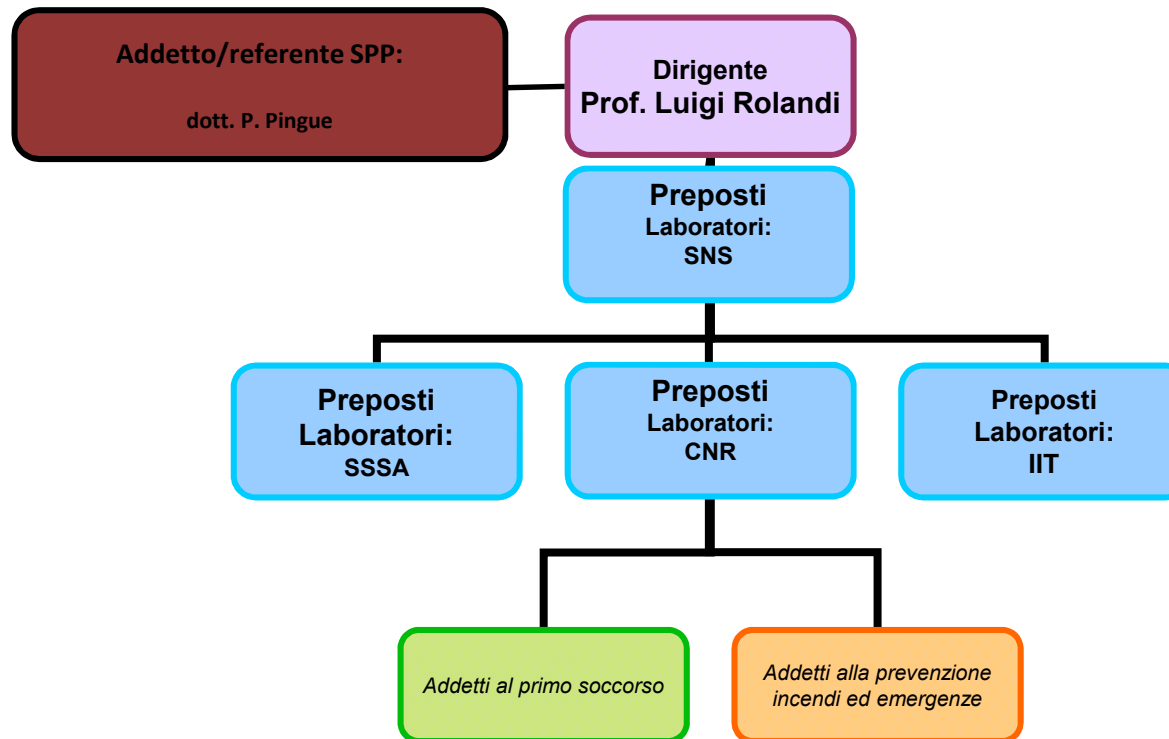 Addetto/referente SPP:
dott. P. Pingue
Dirigente
Prof. Luigi Rolandi
Preposti
Laboratori:
SNS
Preposti
Laboratori:
SSSA
Preposti
Laboratori:
CNR
Preposti
Laboratori:
IIT
Addetti al primo soccorso
Addetti alla prevenzione
incendi ed emergenze